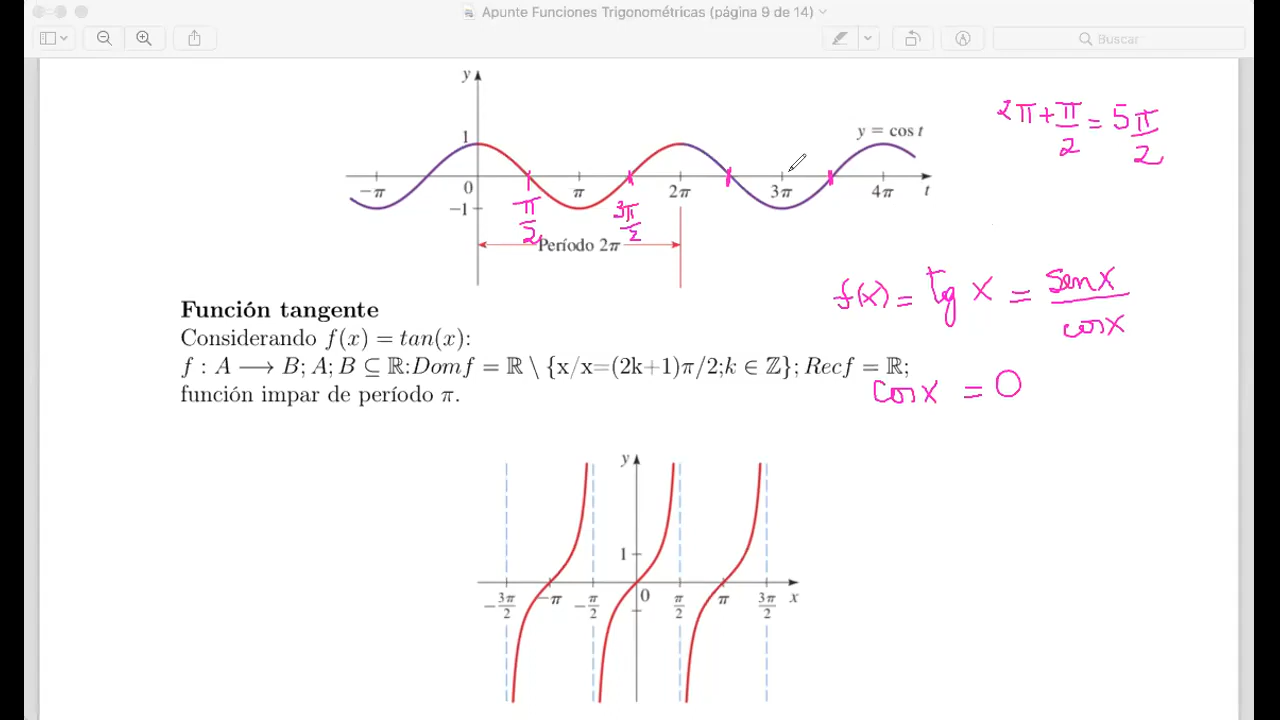 Apunte Funciones Trigonométricas (página 9 de 14)
Buscar
y
1
y = cos t
2π + π/2 = 5π/2
−π 0 π 2π 3π 4π t
−1
π/2 3π/2
Período 2π
f(x) = tg x = sen x / cos x
Función tangente
Considerando f(x) = tan(x):
f : A ⟶ B; A; B ⊆ ℝ:Domf = ℝ \ {x/x=(2k+1)π/2;k ∈ ℤ}; Recf = ℝ;
función impar de período π.
cos x = 0
y
1
−3π/2 −π −π/2 0 π/2 π 3π/2 x